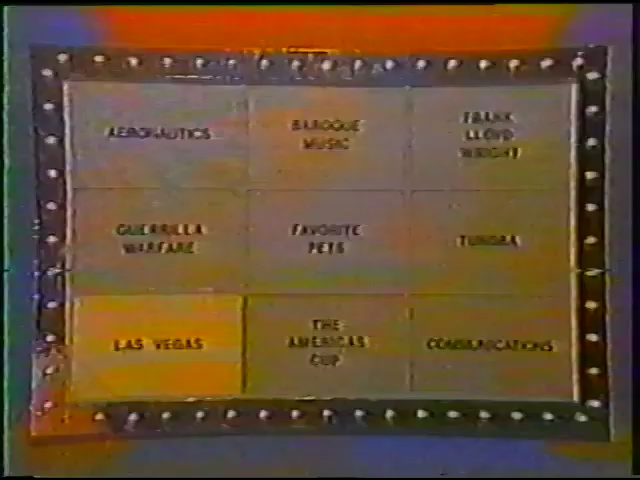 AERONAUTICS
BAROQUE
MUSIC
FRANK
LLOYD
WRIGHT
GUERRILLA
WARFARE
FAVORITE
PETS
TUNDRA
LAS VEGAS
THE
AMERICAS
CUP
COMMUNICATIONS